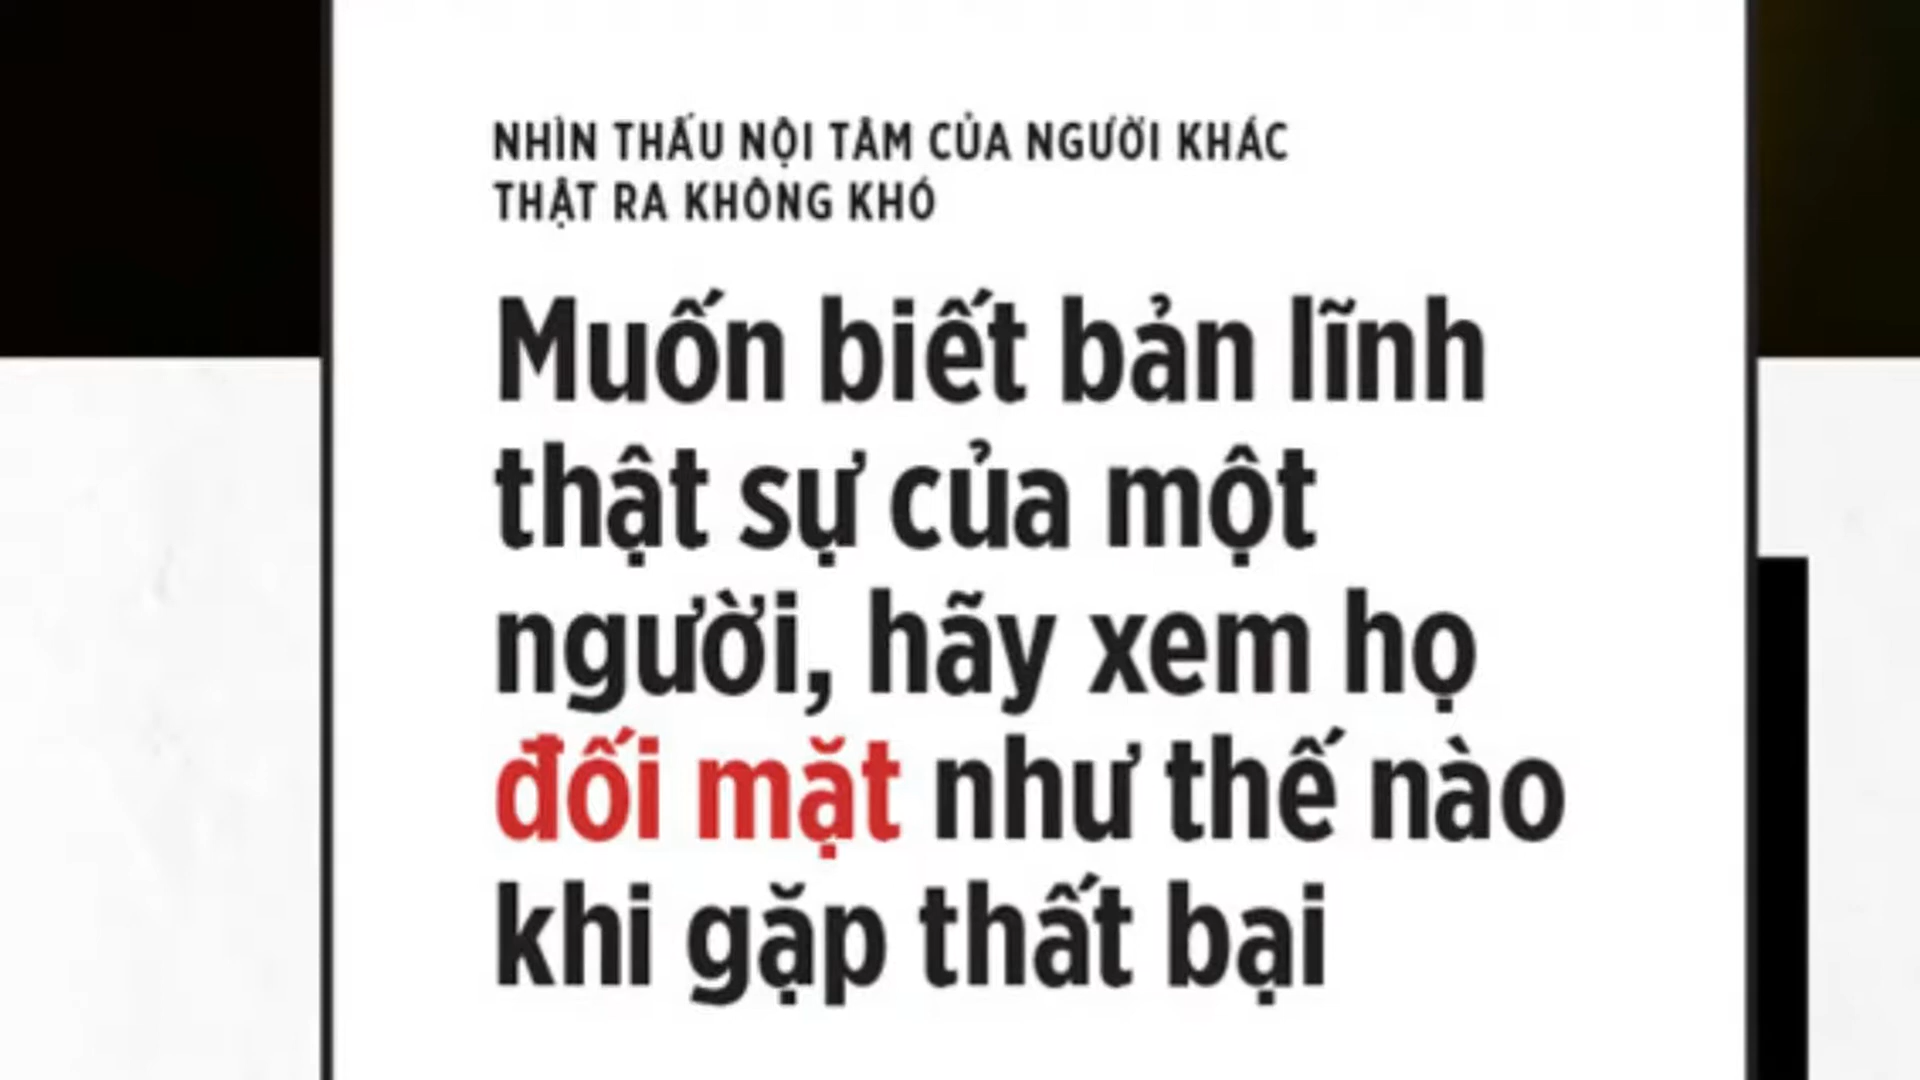 NHÌN THẤU NỘI TÂM CỦA NGƯỜI KHÁC
THẬT RA KHÔNG KHÓ
Muốn biết bản lĩnh
thật sự của một
người, hãy xem họ
đối mặt như thế nào
khi gặp thất bại